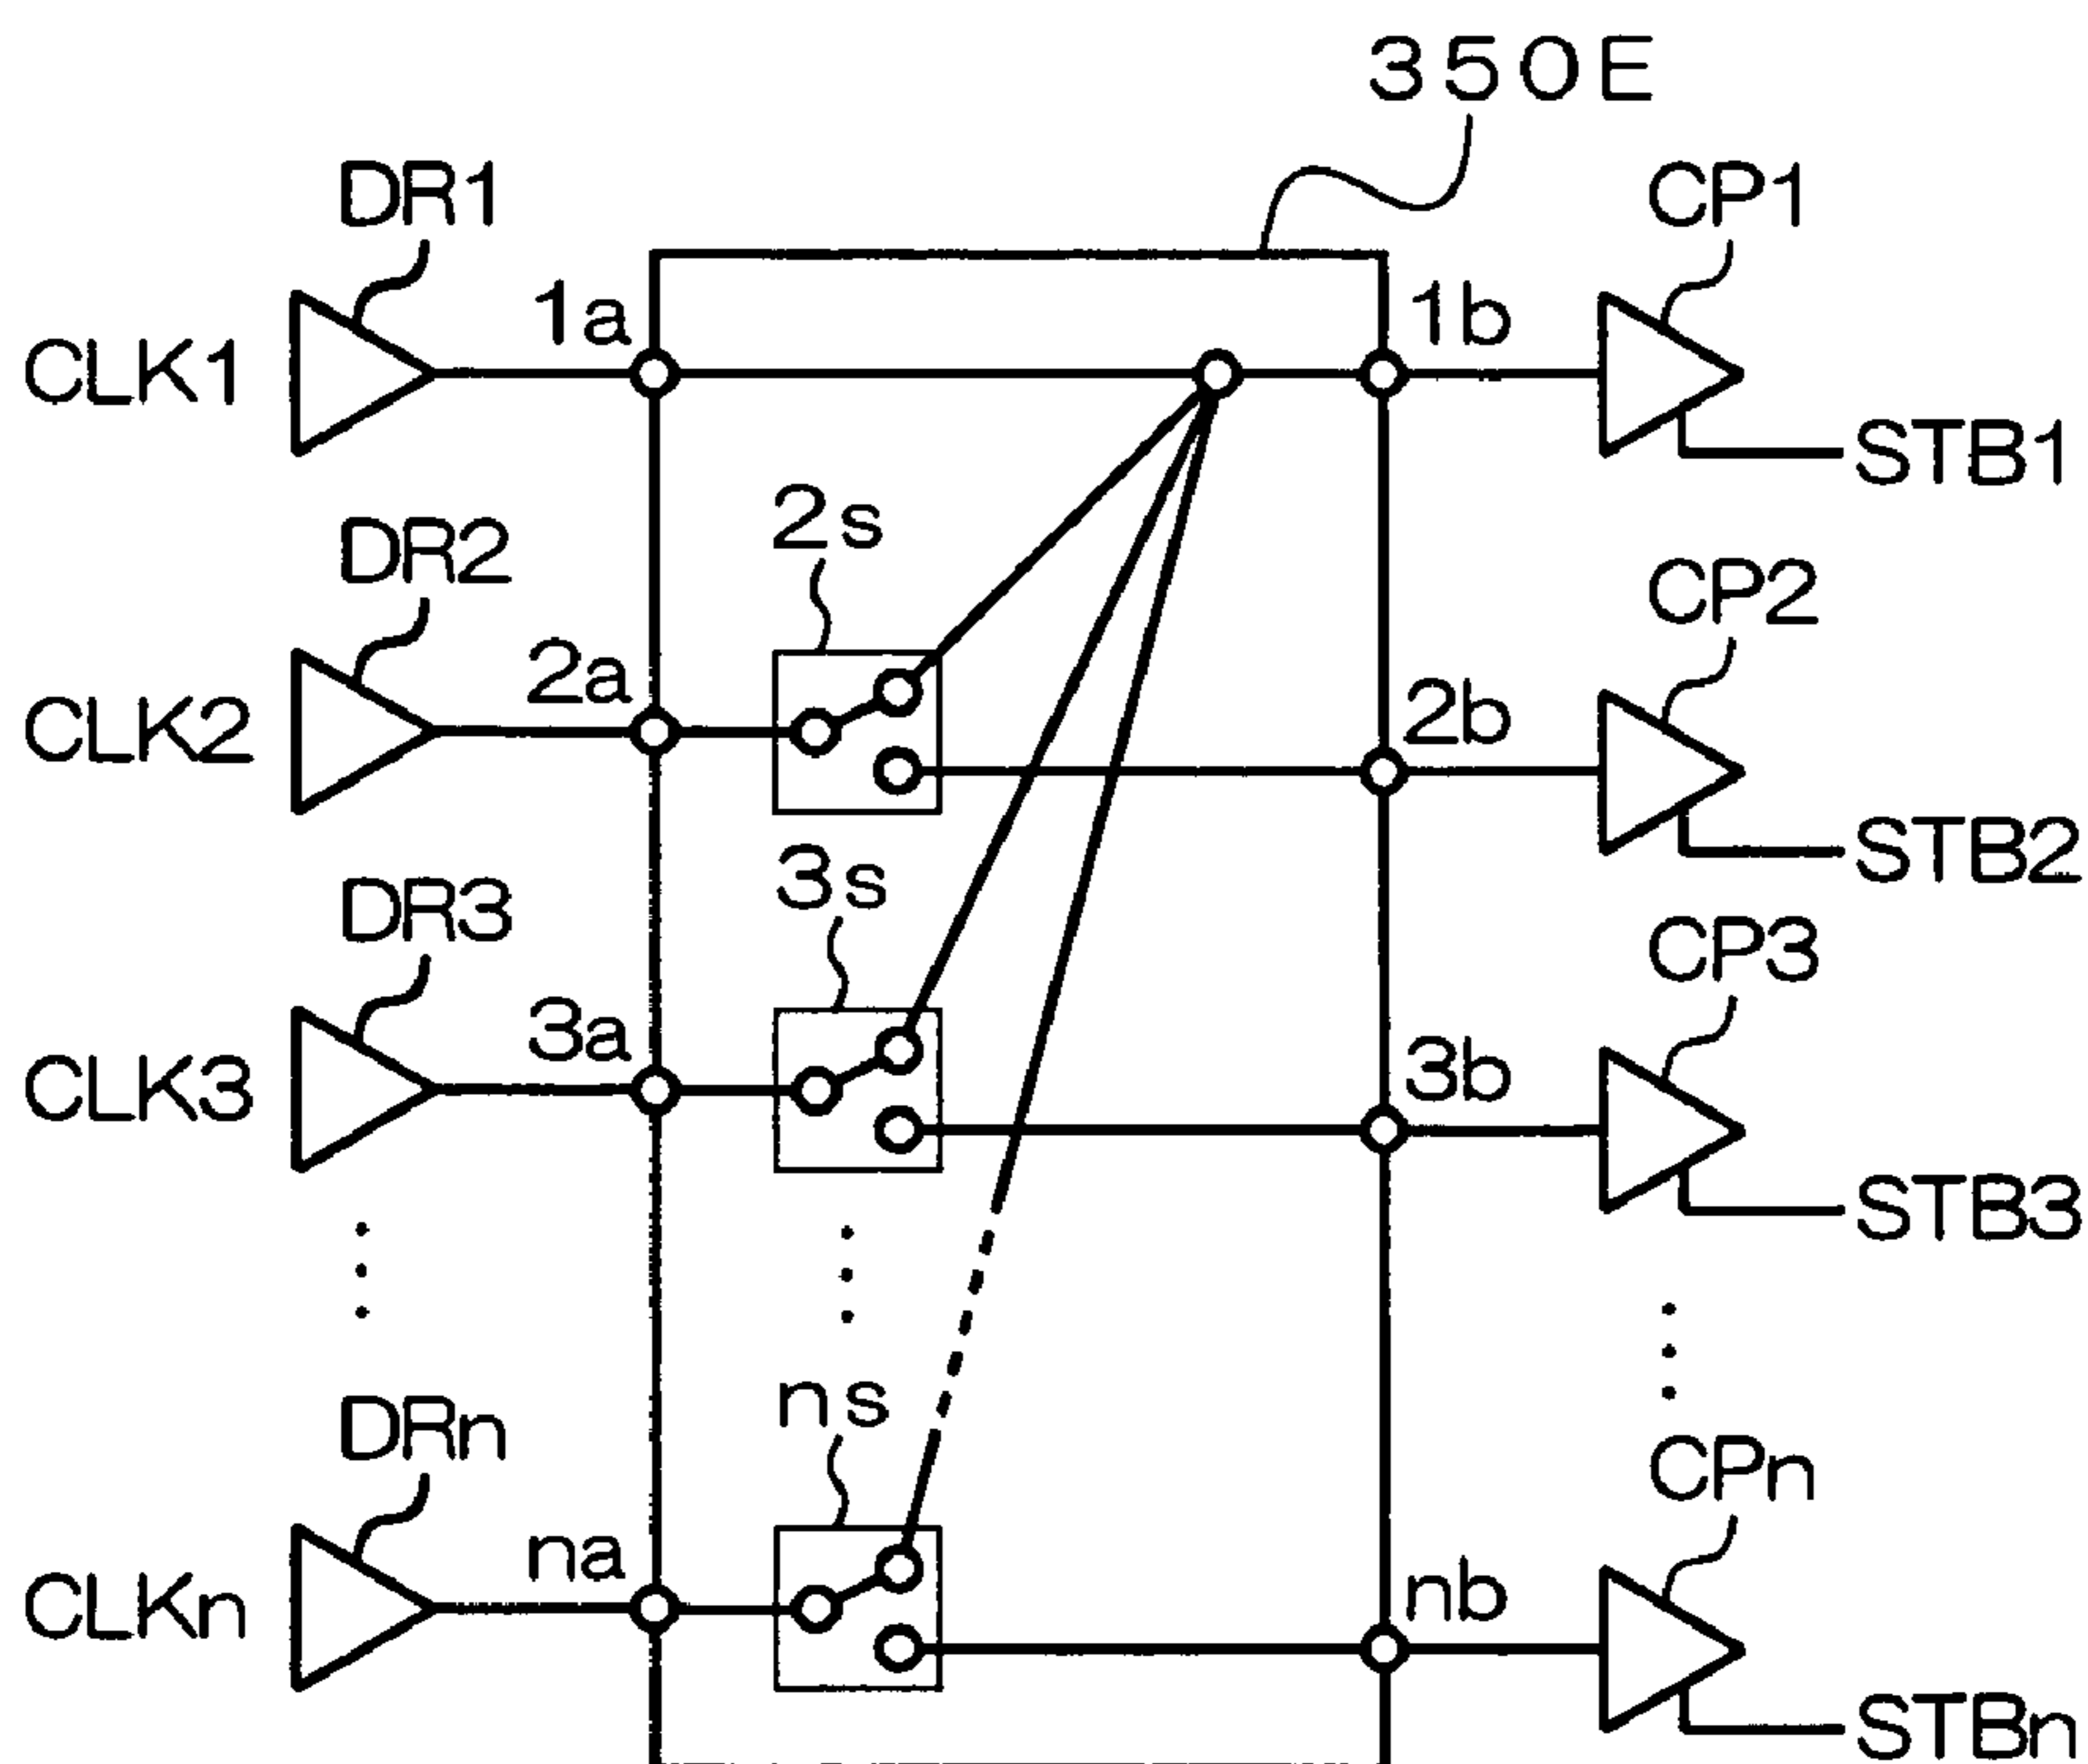 350E
DR1
CP1
1a
1b
CLK1
STB1
2s
DR2
CP2
2a
2b
CLK2
STB2
3s
DR3
CP3
3a
3b
CLK3
STB3
ns
DRn
CPn
na
nb
CLKn
STBn